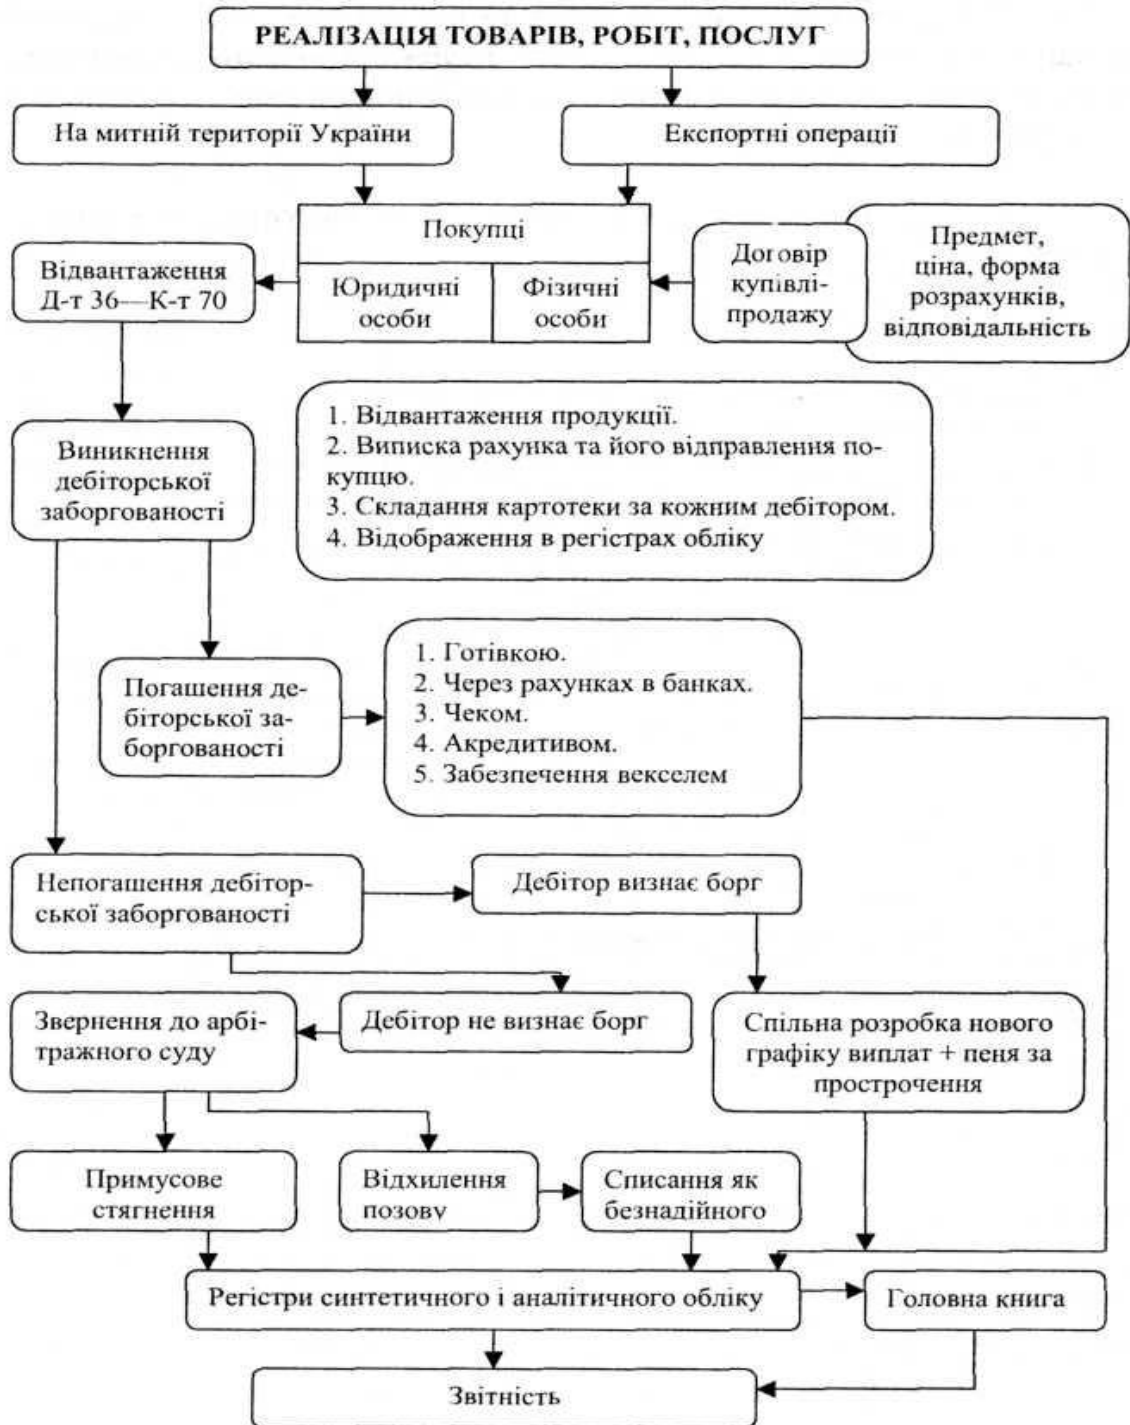 РЕАЛІЗАЦІЯ ТОВАРІВ, РОБІТ, ПОСЛУГ
На митній території України
Експортні операції
Покупці
Юридичні
особи
Фізичні
особи
Договір
купівлі-
продажу
Предмет,
ціна, форма
розрахунків,
відповідальність
Відвантаження
Д-т 36—К-т 70
Виникнення
дебіторської
заборгованості
1. Відвантаження продукції.
2. Виписка рахунка та його відправлення по-
купцю.
3. Складання картотеки за кожним дебітором.
4. Відображення в регістрах обліку
Погашення де-
біторської за-
боргованості
1. Готівкою.
2. Через рахунках в банках.
3. Чеком.
4. Акредитивом.
5. Забезпечення векселем
Непогашення дебітор-
ської заборгованості
Дебітор визнає борг
Звернення до арбі-
тражного суду
Дебітор не визнає борг
Спільна розробка нового
графіку виплат + пеня за
прострочення
Примусове
стягнення
Відхилення
позову
Списання як
безнадійного
Регістри синтетичного і аналітичного обліку
Головна книга
Звітність